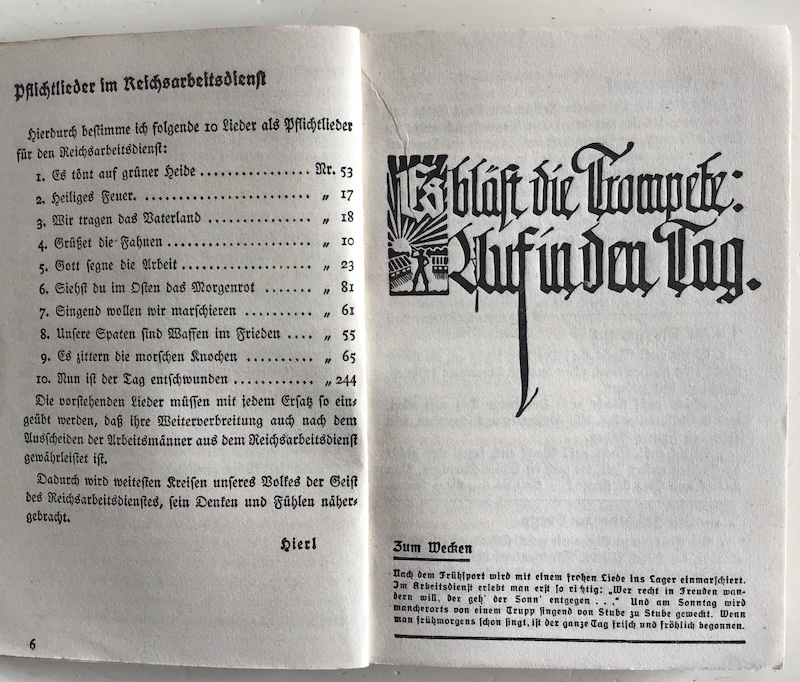 Pflichtlieder im Reichsarbeitsdienst
Hierdurch bestimme ich folgende 10 Lieder als Pflichtlieder
für den Reichsarbeitsdienst:
1. Es tönt auf grüner Heide ............... Nr. 53
2. Heiliges Feuer. ........................ „ 17
3. Wir tragen das Vaterland ............... „ 18
4. Grüßet die Fahnen ...................... „ 10
5. Gott segne die Arbeit .................. „ 23
6. Siehst du im Osten das Morgenrot ....... „ 81
7. Singend wollen wir marschieren ......... „ 61
8. Unsere Spaten sind Waffen im Frieden .... „ 55
9. Es zittern die morschen Knochen .......... „ 65
10. Nun ist der Tag entschwunden ............ „ 244
Die vorstehenden Lieder müssen mit jedem Ersatz so ein-
geübt werden, daß ihre Weiterverbreitung auch nach dem
Ausscheiden der Arbeitsmänner aus dem Reichsarbeitsdienst
gewährleistet ist.
Dadurch wird weitesten Kreisen unseres Volkes der Geist
des Reichsarbeitsdienstes, sein Denken und Fühlen näher-
gebracht.
Hierl
6
Es bläst die Trompete:
Auf in den Tag.
Zum Wecken
Nach dem Frühsport wird mit einem frohen Liede ins Lager einmarschiert.
Im Arbeitsdienst erlebt man erst so richtig: „Wer recht in Freuden wan-
dern will, der geh' der Sonn' entgegen . . .“ Und am Sonntag wird
mancherorts von einem Trupp singend von Stube zu Stube geweckt. Wenn
man frühmorgens schon singt, ist der ganze Tag frisch und fröhlich begonnen.